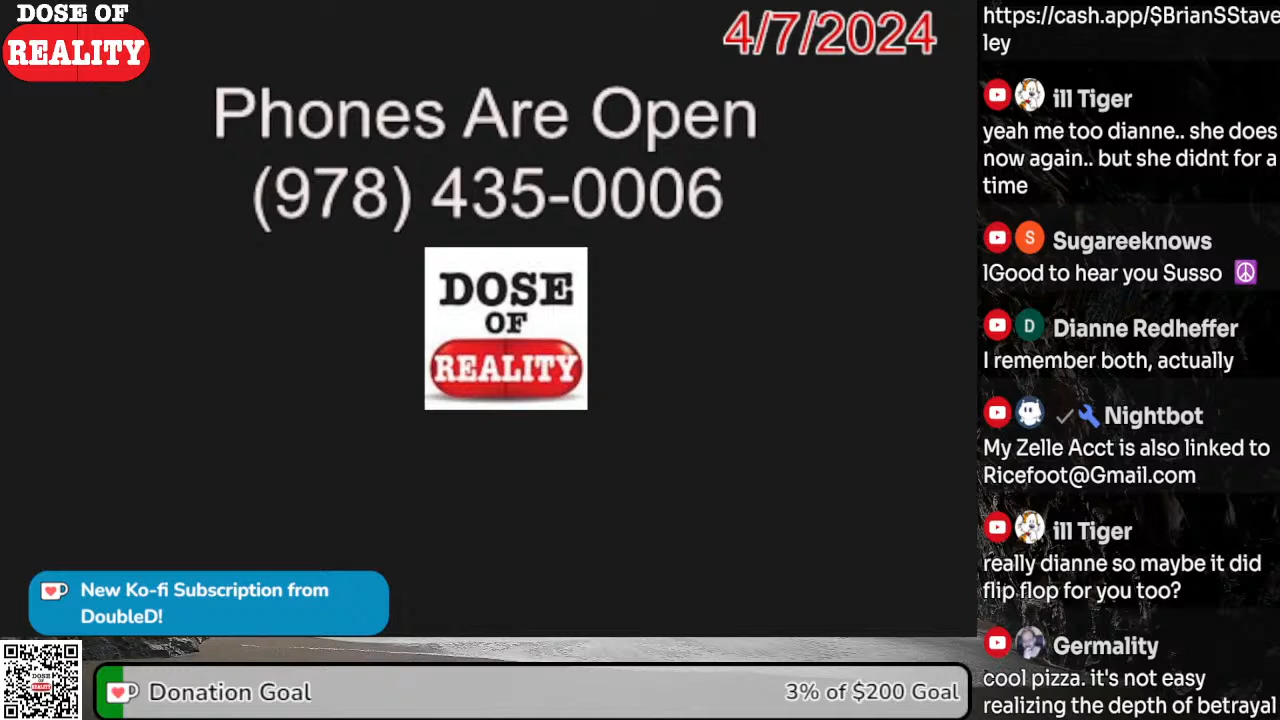 DOSE OF
REALITY
4/7/2024
Phones Are Open
(978) 435-0006
DOSE
OF
REALITY
New Ko-fi Subscription from
DoubleD!
DOSE OF
REALITY
Donation Goal
3% of $200 Goal
https://cash.app/$BrianSStave
ley
ill Tiger
yeah me too dianne.. she does
now again.. but she didnt for a
time
S
Sugareeknows
lGood to hear you Susso
D
Dianne Redheffer
I remember both, actually
Nightbot
My Zelle Acct is also linked to
Ricefoot@Gmail.com
ill Tiger
really dianne so maybe it did
flip flop for you too?
Germality
cool pizza. it's not easy
realizing the depth of betrayal